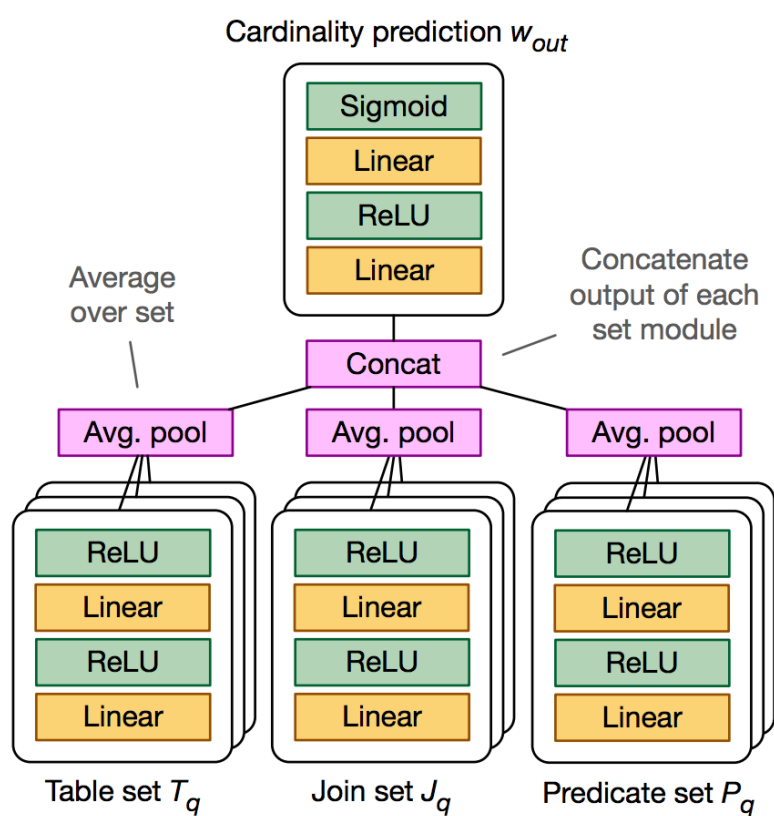 Cardinality prediction w_out
Sigmoid
Linear
ReLU
Linear
Average
over set
Concatenate
output of each
set module
Concat
Avg. pool Avg. pool Avg. pool
ReLU ReLU ReLU
Linear Linear Linear
ReLU ReLU ReLU
Linear Linear Linear
Table set T_q Join set J_q Predicate set P_q